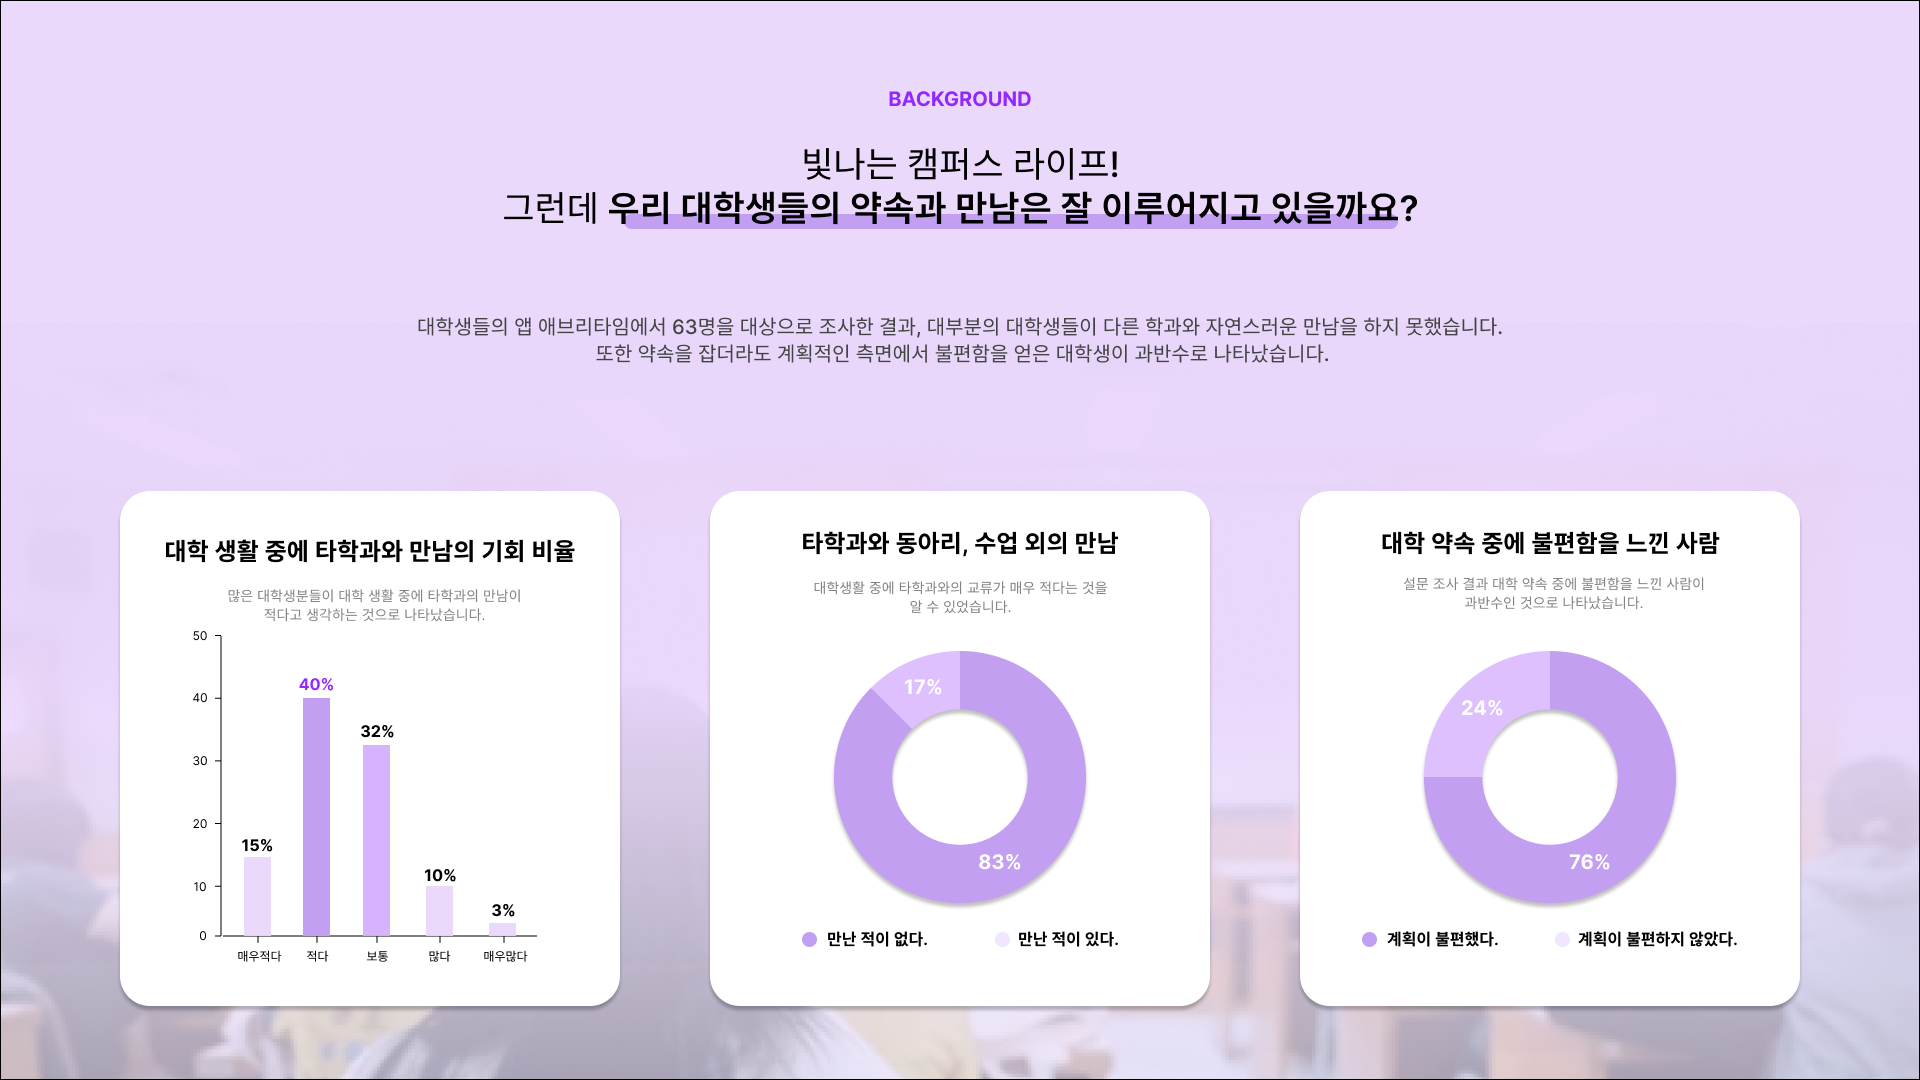 BACKGROUND
빛나는 캠퍼스 라이프!
그런데 우리 대학생들의 약속과 만남은 잘 이루어지고 있을까요?
대학생들의 앱 애브리타임에서 63명을 대상으로 조사한 결과, 대부분의 대학생들이 다른 학과와 자연스러운 만남을 하지 못했습니다.
또한 약속을 잡더라도 계획적인 측면에서 불편함을 얻은 대학생이 과반수로 나타났습니다.
대학 생활 중에 타학과와 만남의 기회 비율
많은 대학생분들이 대학 생활 중에 타학과의 만남이
적다고 생각하는 것으로 나타났습니다.
50
40
30
20
10
0
15%
40%
32%
10%
3%
매우적다
적다
보통
많다
매우많다
타학과와 동아리, 수업 외의 만남
대학생활 중에 타학과와의 교류가 매우 적다는 것을
알 수 있었습니다.
17%
83%
만난 적이 없다.
만난 적이 있다.
대학 약속 중에 불편함을 느낀 사람
설문 조사 결과 대학 약속 중에 불편함을 느낀 사람이
과반수인 것으로 나타났습니다.
24%
76%
계획이 불편했다.
계획이 불편하지 않았다.